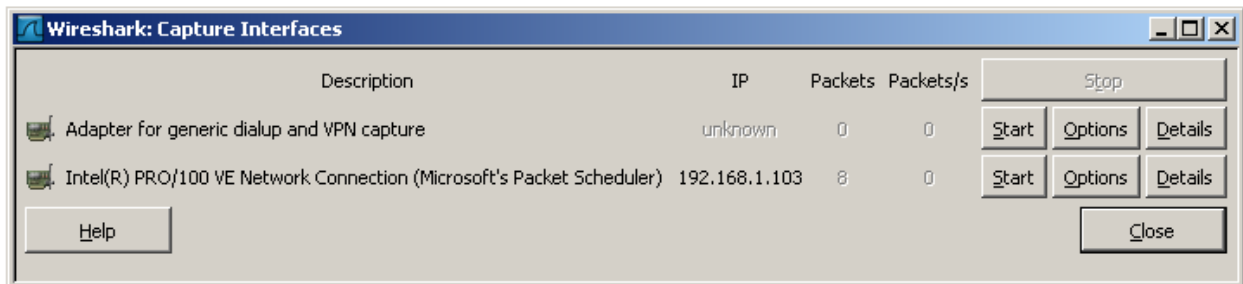 Wireshark: Capture Interfaces
Description IP Packets Packets/s Stop
Adapter for generic dialup and VPN capture unknown 0 0 Start Options Details
Intel(R) PRO/100 VE Network Connection (Microsoft's Packet Scheduler) 192.168.1.103 8 0 Start Options Details
Help Close